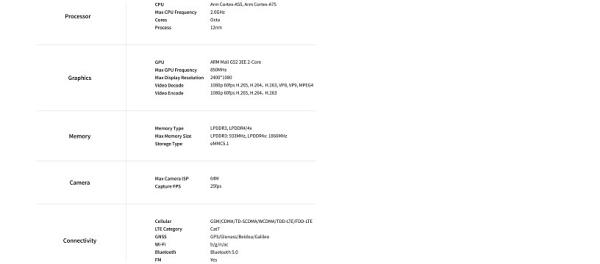 Processor
CPU Arm Cortex-A55, Arm Cortex-A75
Max CPU Frequency 2.0GHz
Cores Octa
Process 12nm
Graphics
GPU ARM Mali G52 3EE 2-Core
Max GPU Frequency 850MHz
Max Display Resolution 2400*1080
Video Decode 1080p 60fps H.265, H.264, H.263, VP8, VP9, MPEG4
Video Encode 1080p 60fps H.265, H.264, H.263
Memory
Memory Type LPDDR3, LPDDR4/4x
Max Memory Size LPDDR3: 933MHz, LPDDR4x: 1866MHz
Storage Type eMMC5.1
Camera
Max Camera ISP
Capture FPS 25fps
Connectivity
Cellular GSM/CDMA/TD-SCDMA/WCDMA/TDD-LTE/FDD-LTE
LTE Category Cat7
GNSS GPS/Glonass/Beidou/Galileo
Wi-Fi b/g/n/ac
Bluetooth Bluetooth 5.0
FM Yes